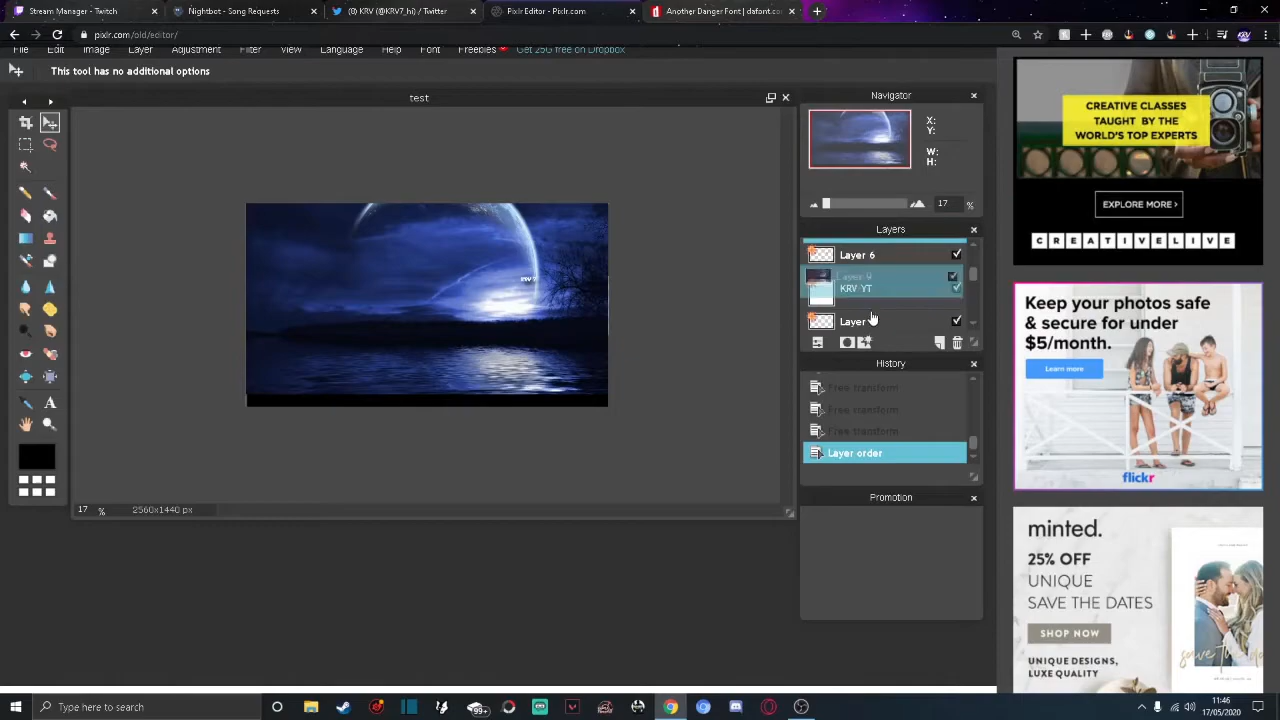 Stream Manager - Twitch
Nightbot - Song Requests
(1) KRV (@KRV7_hi) / Twitter
Pixlr Editor - Pixlr.com
Another Danger Font | dafont.com
pixlr.com/old/editor/
File Edit Image Layer Adjustment Filter View Language Help Font Freebies Get 25G free on Dropbox
This tool has no additional options
test
17 % 2560x1440 px
Navigator
X:
Y:
W:
H:
17 %
Layers
Layer 6
Layer 9
KRV YT
Layer
History
Free transform
Free transform
Free transform
Layer order
Promotion
CREATIVE CLASSES
TAUGHT BY THE
WORLD'S TOP EXPERTS
EXPLORE MORE ›
CREATIVELIVE
Keep your photos safe
& secure for under
$5/month.
Learn more
flickr
minted.
25% OFF
UNIQUE
SAVE THE DATES
SHOP NOW
UNIQUE DESIGNS,
LUXE QUALITY
Type here to search
11:46
17/05/2020